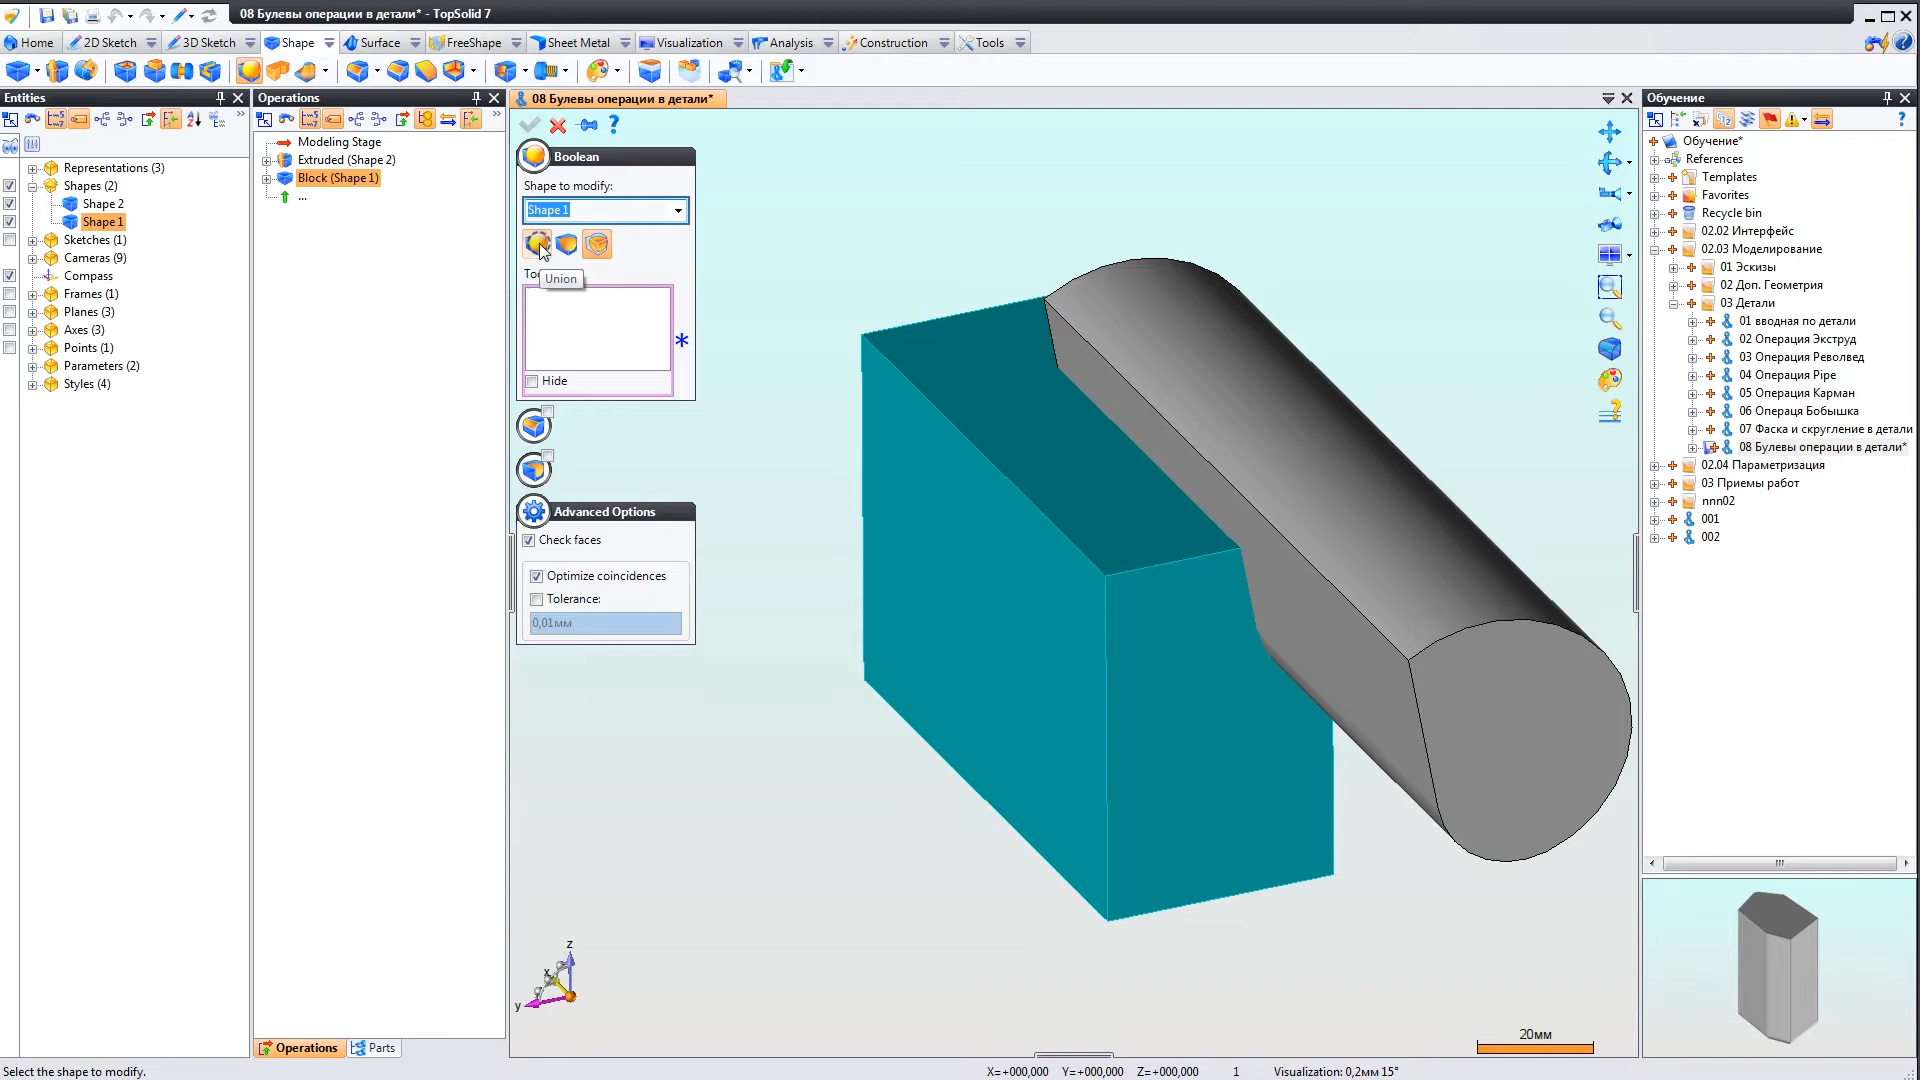 08 Булевы операции в детали* - TopSolid 7
Home
2D Sketch
3D Sketch
Shape
Surface
FreeShape
Sheet Metal
Visualization
Analysis
Construction
Tools
Entities
Representations (3)
Shapes (2)
Shape 2
Shape 1
Sketches (1)
Cameras (9)
Compass
Frames (1)
Planes (3)
Axes (3)
Points (1)
Parameters (2)
Styles (4)
Operations
Modeling Stage
Extruded (Shape 2)
Block (Shape 1)
...
Operations
Parts
08 Булевы операции в детали*
Boolean
Shape to modify:
Shape 1
Union
Hide
Advanced Options
Check faces
Optimize coincidences
Tolerance:
0,01мм
z
x
y
20мм
Обучение
Обучение*
References
Templates
Favorites
Recycle bin
02.02 Интерфейс
02.03 Моделирование
01 Эскизы
02 Доп. Геометрия
03 Детали
01 вводная по детали
02 Операция Экструд
03 Операция Револвед
04 Операция Pipe
05 Операция Карман
06 Операця Бобышка
07 Фаска и скругление в детали
08 Булевы операции в детали*
02.04 Параметризация
03 Приемы работ
nnn02
001
002
Select the shape to modify.
X=+000,000 Y=+000,000 Z=+000,000 1 Visualization: 0,2мм 15°